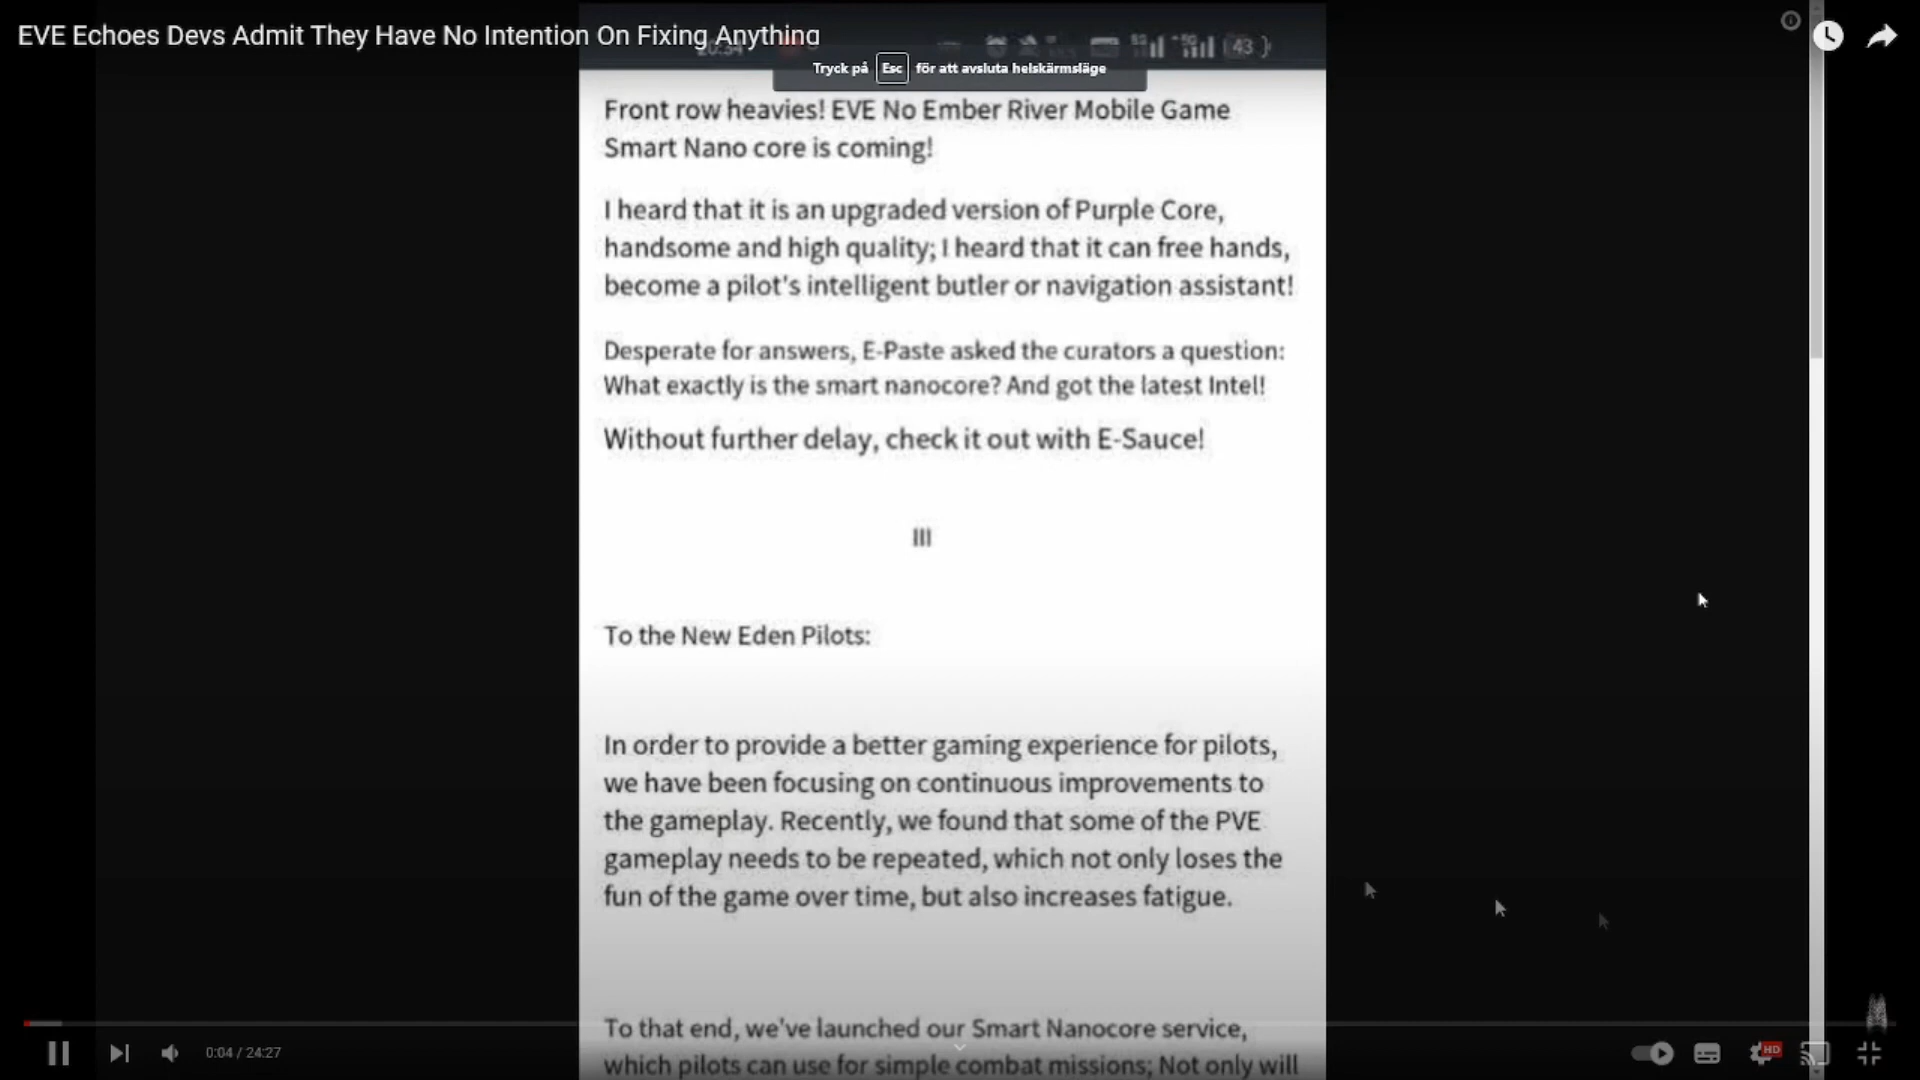 EVE Echoes Devs Admit They Have No Intention On Fixing Anything
20:34
43
Tryck på Esc för att avsluta helskärmsläge
Front row heavies! EVE No Ember River Mobile Game
Smart Nano core is coming!
I heard that it is an upgraded version of Purple Core,
handsome and high quality; I heard that it can free hands,
become a pilot's intelligent butler or navigation assistant!
Desperate for answers, E-Paste asked the curators a question:
What exactly is the smart nanocore? And got the latest Intel!
Without further delay, check it out with E-Sauce!
III
To the New Eden Pilots:
In order to provide a better gaming experience for pilots,
we have been focusing on continuous improvements to
the gameplay. Recently, we found that some of the PVE
gameplay needs to be repeated, which not only loses the
fun of the game over time, but also increases fatigue.
To that end, we've launched our Smart Nanocore service,
which pilots can use for simple combat missions; Not only will
0:04 / 24:27
HD